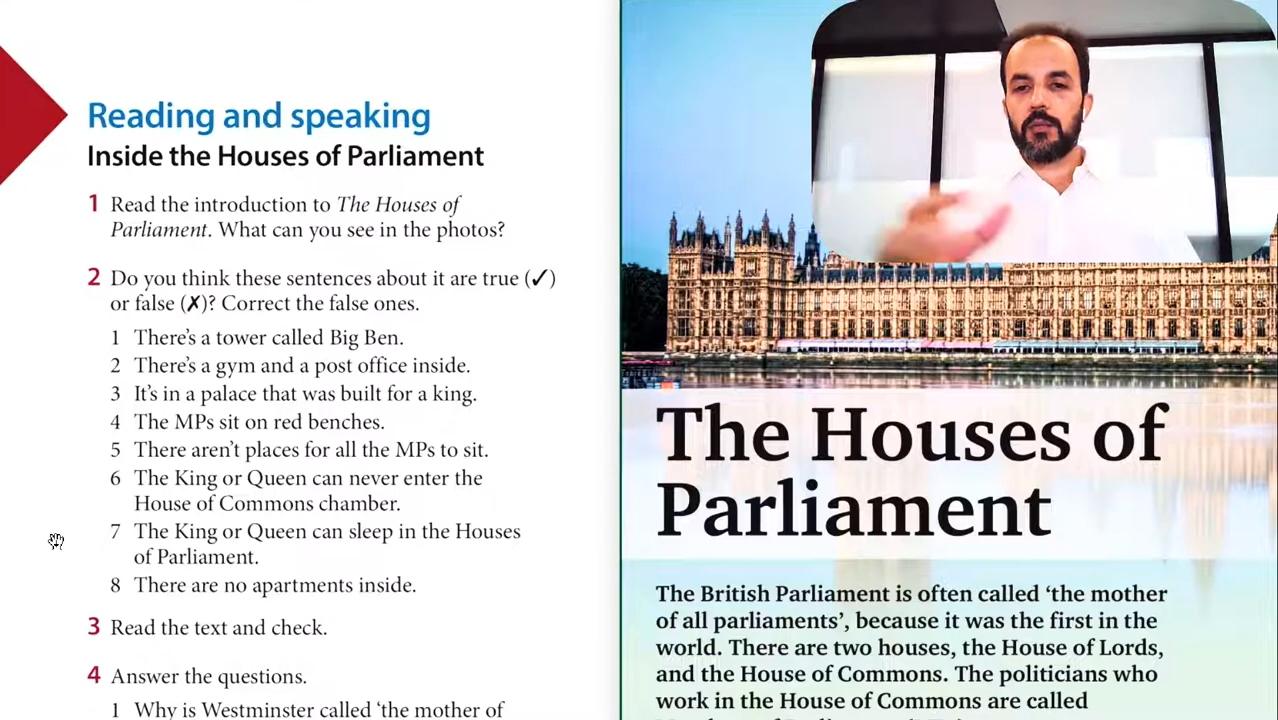 Reading and speaking
Inside the Houses of Parliament
1 Read the introduction to The Houses of
Parliament. What can you see in the photos?
2 Do you think these sentences about it are true (✓)
or false (✗)? Correct the false ones.
1 There's a tower called Big Ben.
2 There's a gym and a post office inside.
3 It's in a palace that was built for a king.
4 The MPs sit on red benches.
5 There aren't places for all the MPs to sit.
6 The King or Queen can never enter the
House of Commons chamber.
7 The King or Queen can sleep in the Houses
of Parliament.
8 There are no apartments inside.
3 Read the text and check.
4 Answer the questions.
1 Why is Westminster called 'the mother of
The Houses of
Parliament
The British Parliament is often called 'the mother
of all parliaments', because it was the first in the
world. There are two houses, the House of Lords,
and the House of Commons. The politicians who
work in the House of Commons are called